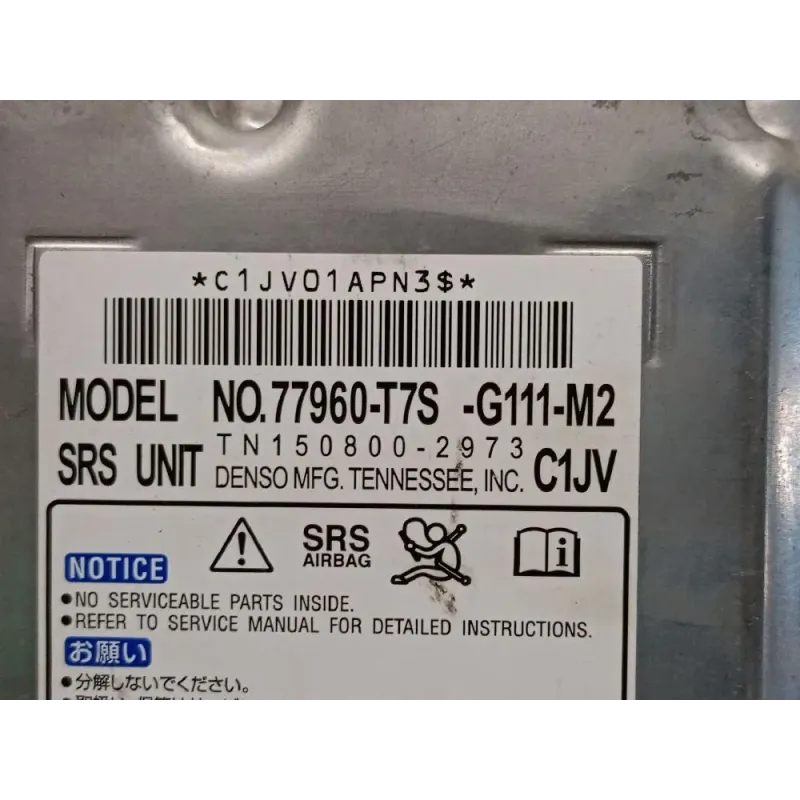 *C1JV01APN3$*
MODEL NO.77960-T7S -G111-M2
TN150800-2973
SRS UNIT DENSO MFG. TENNESSEE, INC. C1JV
SRS
AIRBAG
NOTICE
●NO SERVICEABLE PARTS INSIDE.
●REFER TO SERVICE MANUAL FOR DETAILED INSTRUCTIONS.
お願い
●分解しないでください。